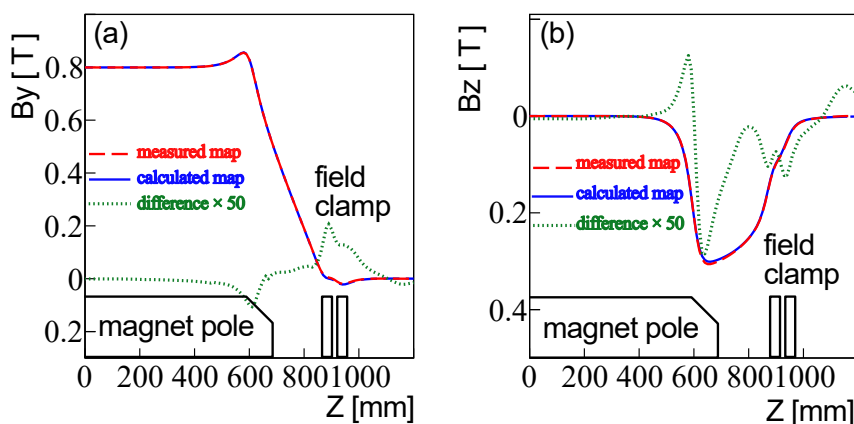 (a)
By [ T ]
0.8
0.6
0.4
0.2
0
0.2
measured map
calculated map
difference × 50
field
clamp
magnet pole
0 200 400 600 800 1000
Z [mm]
(b)
Bz [ T ]
0
0.2
0.4
measured map
calculated map
difference × 50
field
clamp
magnet pole
0 200 400 600 800 1000
Z [mm]